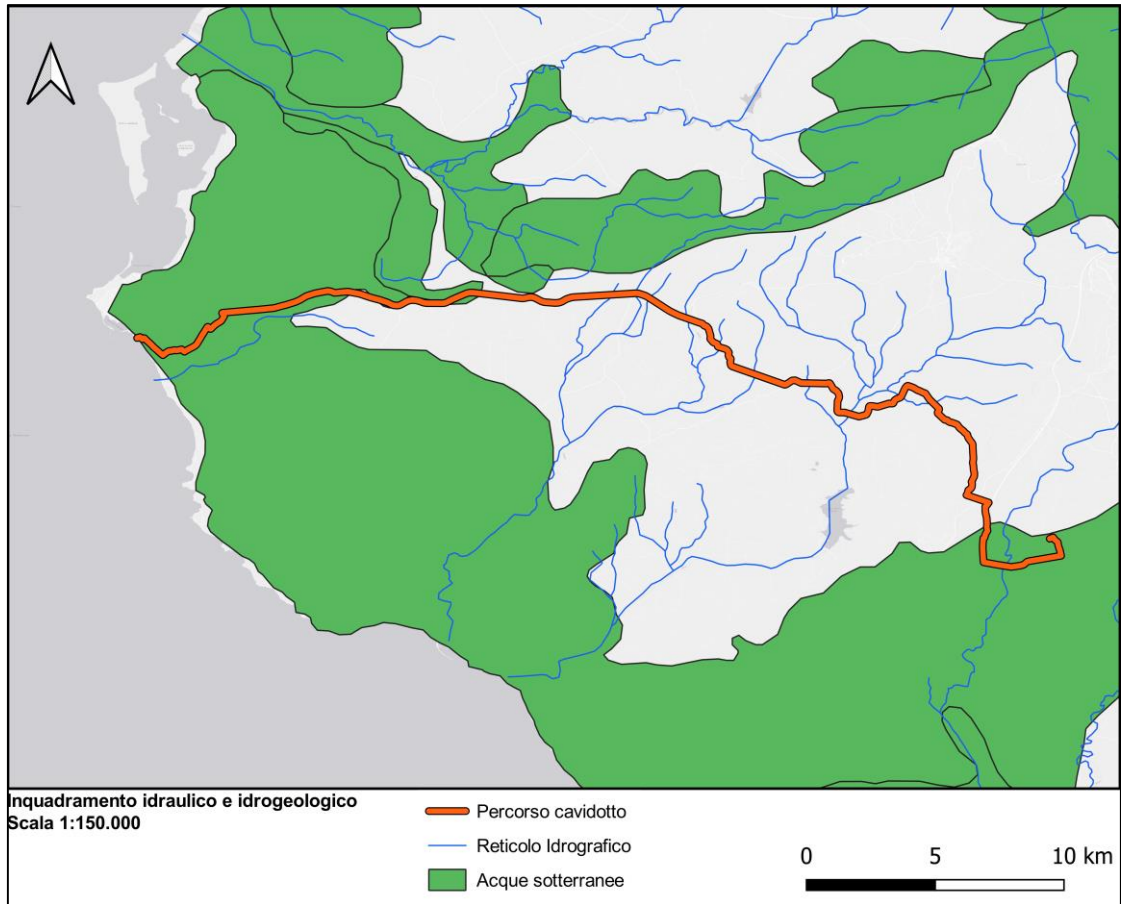 Inquadramento idraulico e idrogeologico
Scala 1:150.000
Percorso cavidotto
Reticolo Idrografico
Acque sotterranee
0 5 10 km